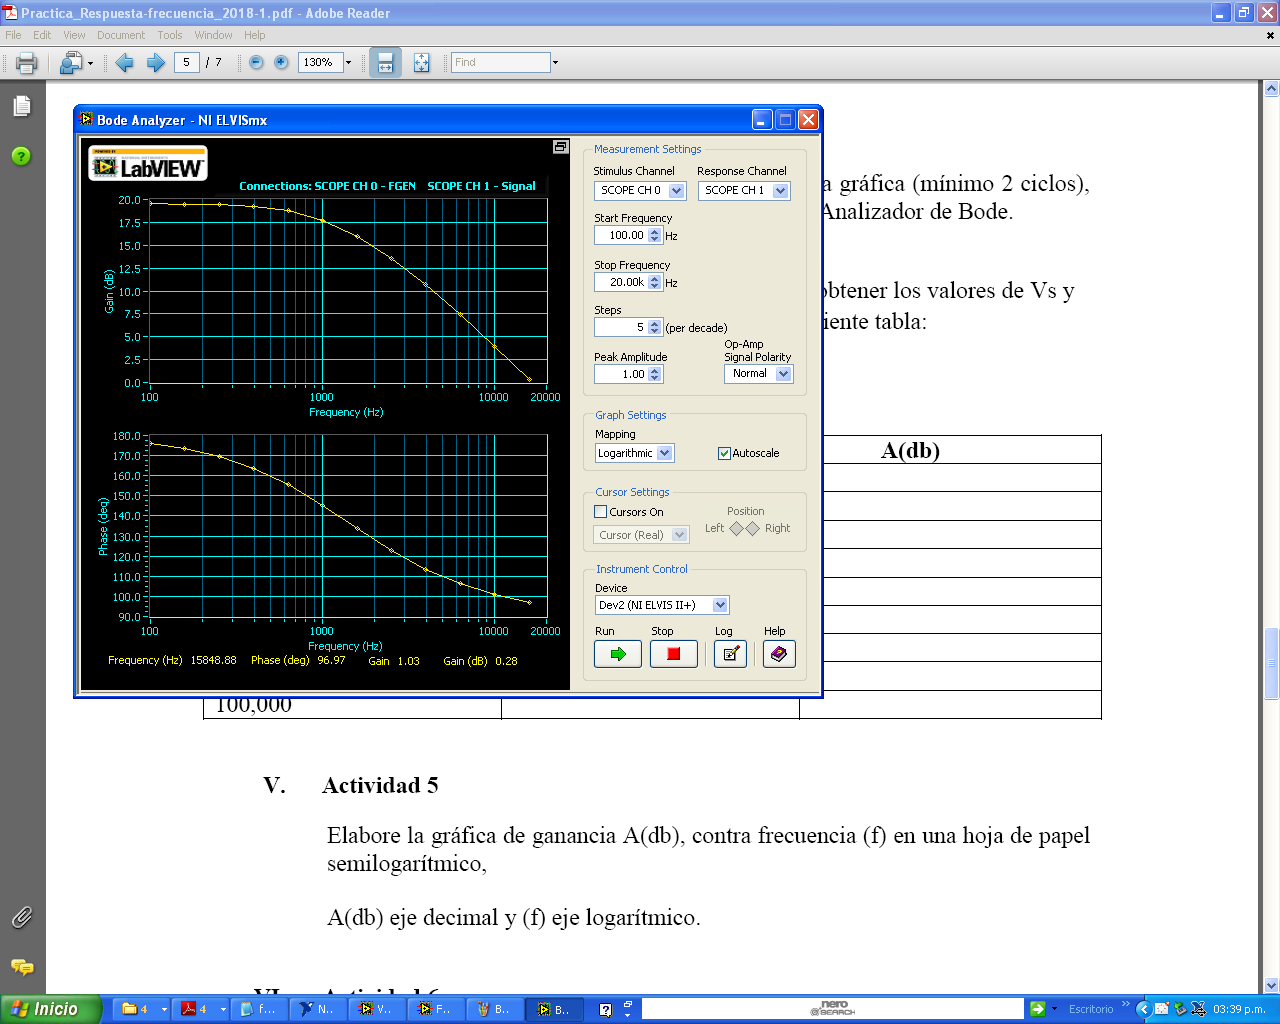 Practica_Respuesta-frecuencia_2018-1.pdf - Adobe Reader
File Edit View Document Tools Window Help
5 / 7 130% Find
a gráfica (mínimo 2 ciclos),
Analizador de Bode.
obtener los valores de Vs y
iente tabla:
A(db)
100,000
Bode Analyzer - NI ELVISmx
POWERED BY
LabVIEW
Connections: SCOPE CH 0 - FGEN SCOPE CH 1 - Signal
20.0
17.5
15.0
12.5
10.0
7.5
5.0
2.5
0.0
Gain (dB)
100 1000 10000 20000
Frequency (Hz)
180.0
170.0
160.0
150.0
140.0
130.0
120.0
110.0
100.0
90.0
Phase (deg)
100 1000 10000 20000
Frequency (Hz)
Frequency (Hz) 15848.88 Phase (deg) 96.97 Gain 1.03 Gain (dB) 0.28
Measurement Settings
Stimulus Channel Response Channel
SCOPE CH 0 SCOPE CH 1
Start Frequency
100.00 Hz
Stop Frequency
20.00k Hz
Steps
5 (per decade)
Peak Amplitude
1.00
Op-Amp
Signal Polarity
Normal
Graph Settings
Mapping
Logarithmic Autoscale
Cursor Settings
Cursors On Position
Left Right
Cursor (Real)
Instrument Control
Device
Dev2 (NI ELVIS II+)
Run Stop Log Help
V. Actividad 5
Elabore la gráfica de ganancia A(db), contra frecuencia (f) en una hoja de papel
semilogarítmico,
A(db) eje decimal y (f) eje logarítmico.
VI. Actividad 6
Inicio 4 4 f... N... V... F... B... B... nero SEARCH Escritorio 03:39 p.m.